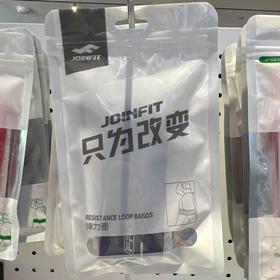 JOINFIT
JOINFIT
只为改变
RESISTANCE LOOP BANDS
弹力圈